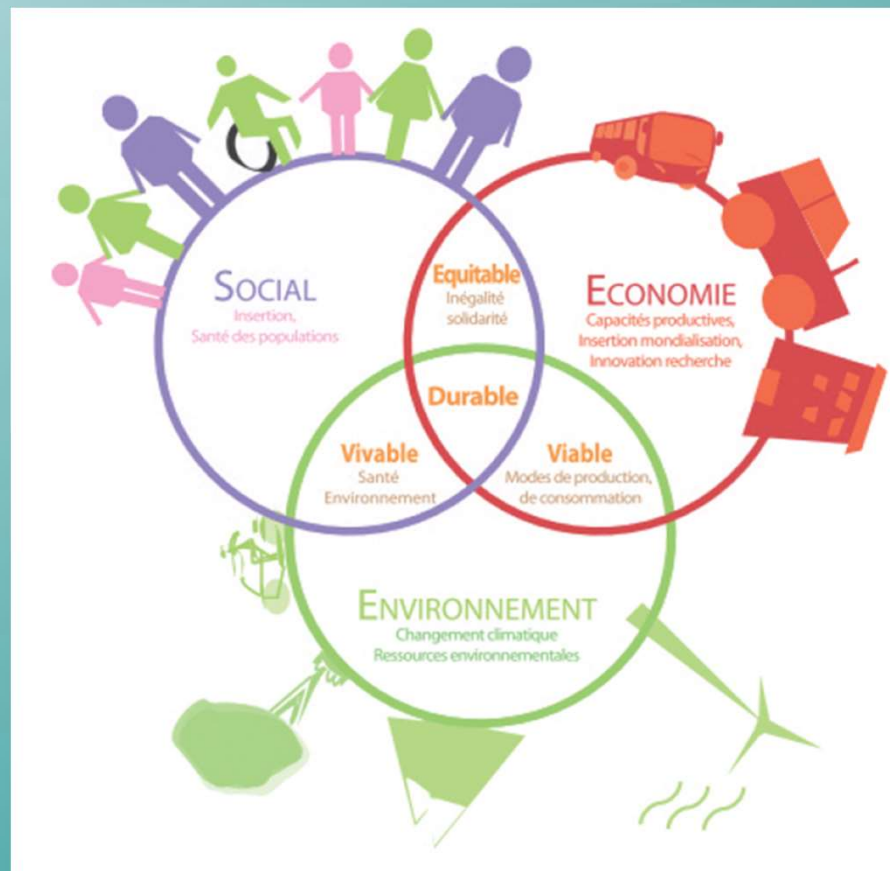 SOCIAL
Insertion,
Santé des populations
Equitable
Inégalité
solidarité
ECONOMIE
Capacités productives,
Insertion mondialisation,
Innovation recherche
Durable
Vivable
Santé
Environnement
Viable
Modes de production,
de consommation
ENVIRONNEMENT
Changement climatique
Ressources environnementales